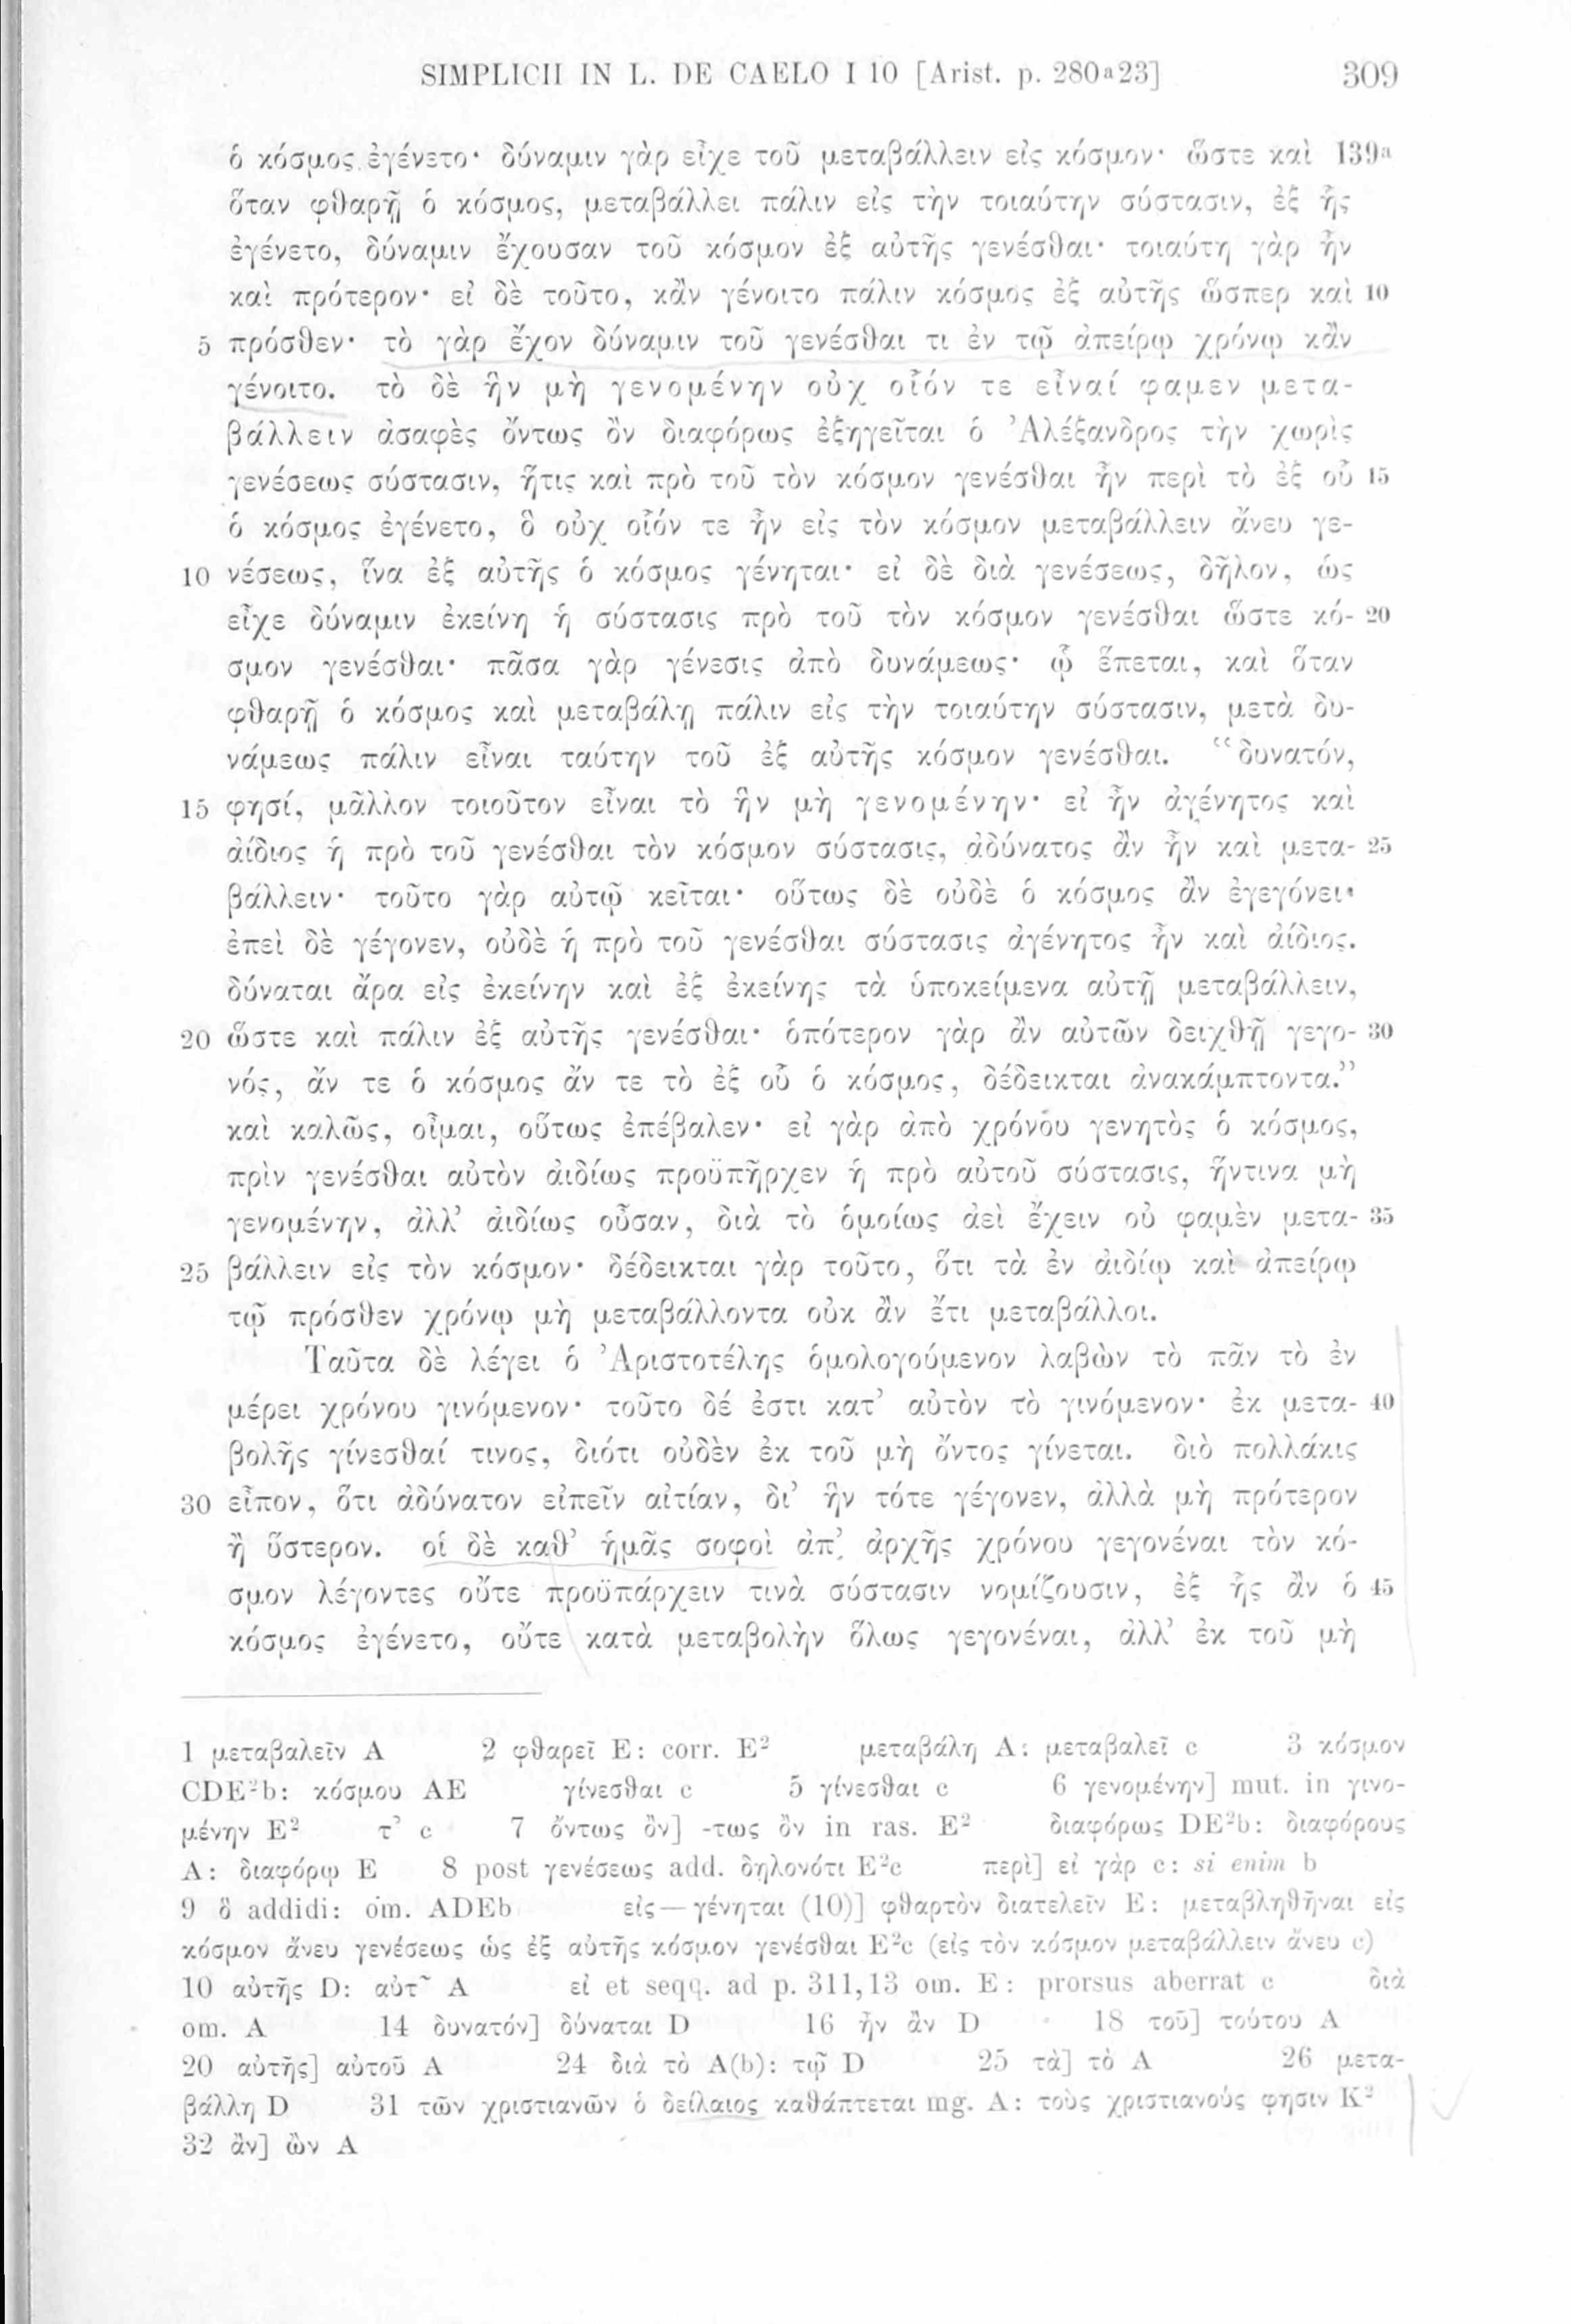 SIMPLICII IN L. DE CAELO I 10 [Arist. p. 280a23] 309
ὁ κόσμος ἐγένετο· δύναμιν γὰρ εἶχε τοῦ μεταβάλλειν εἰς κόσμον· ὥστε καὶ 139a
ὅταν φθαρῇ ὁ κόσμος, μεταβάλλει πάλιν εἰς τὴν τοιαύτην σύστασιν, ἐξ ἧς
ἐγένετο, δύναμιν ἔχουσαν τοῦ κόσμον ἐξ αὐτῆς γενέσθαι· τοιαύτη γὰρ ἦν
καὶ πρότερον· εἰ δὲ τοῦτο, κἂν γένοιτο πάλιν κόσμος ἐξ αὐτῆς ὥσπερ καὶ 10
5 πρόσθεν· τὸ γὰρ ἔχον δύναμιν τοῦ γενέσθαι τι ἐν τῷ ἀπείρῳ χρόνῳ κἂν
γένοιτο. τὸ δὲ ἣν μὴ γενομένην οὐχ οἷόν τε εἶναί φαμεν μετα-
βάλλειν ἀσαφὲς ὄντως ὂν διαφόρως ἐξηγεῖται ὁ Ἀλέξανδρος τὴν χωρὶς
γενέσεως σύστασιν, ἥτις καὶ πρὸ τοῦ τὸν κόσμον γενέσθαι ἦν περὶ τὸ ἐξ οὗ 15
ὁ κόσμος ἐγένετο, ὃ οὐχ οἷόν τε ἦν εἰς τὸν κόσμον μεταβάλλειν ἄνευ γε-
10 νέσεως, ἵνα ἐξ αὐτῆς ὁ κόσμος γένηται· εἰ δὲ διὰ γενέσεως, δῆλον, ὡς
εἶχε δύναμιν ἐκείνη ἡ σύστασις πρὸ τοῦ τὸν κόσμον γενέσθαι ὥστε κό- 20
σμον γενέσθαι· πᾶσα γὰρ γένεσις ἀπὸ δυνάμεως· ᾧ ἕπεται, καὶ ὅταν
φθαρῇ ὁ κόσμος καὶ μεταβάλῃ πάλιν εἰς τὴν τοιαύτην σύστασιν, μετὰ δυ-
νάμεως πάλιν εἶναι ταύτην τοῦ ἐξ αὐτῆς κόσμον γενέσθαι. “δυνατόν,
15 φησί, μᾶλλον τοιοῦτον εἶναι τὸ ἣν μὴ γενομένην· εἰ ἦν ἀγένητος καὶ
ἀίδιος ἡ πρὸ τοῦ γενέσθαι τὸν κόσμον σύστασις, ἀδύνατος ἂν ἦν καὶ μετα- 25
βάλλειν· τοῦτο γὰρ αὐτῷ κεῖται· οὕτως δὲ οὐδὲ ὁ κόσμος ἂν ἐγεγόνει·
ἐπεὶ δὲ γέγονεν, οὐδὲ ἡ πρὸ τοῦ γενέσθαι σύστασις ἀγένητος ἦν καὶ ἀίδιος.
δύναται ἄρα εἰς ἐκείνην καὶ ἐξ ἐκείνης τὰ ὑποκείμενα αὐτῇ μεταβάλλειν,
20 ὥστε καὶ πάλιν ἐξ αὐτῆς γενέσθαι· ὁπότερον γὰρ ἂν αὐτῶν δειχθῇ γεγο- 30
νός, ἄν τε ὁ κόσμος ἄν τε τὸ ἐξ οὗ ὁ κόσμος, δέδεικται ἀνακάμπτοντα.”
καὶ καλῶς, οἶμαι, οὕτως ἐπέβαλεν· εἰ γὰρ ἀπὸ χρόνου γενητὸς ὁ κόσμος,
πρὶν γενέσθαι αὐτὸν ἀιδίως προϋπῆρχεν ἡ πρὸ αὐτοῦ σύστασις, ἥντινα μὴ
γενομένην, ἀλλ’ ἀιδίως οὖσαν, διὰ τὸ ὁμοίως ἀεὶ ἔχειν οὔ φαμὲν μετα- 35
25 βάλλειν εἰς τὸν κόσμον· δέδεικται γὰρ τοῦτο, ὅτι τὰ ἐν ἀιδίῳ καὶ ἀπείρῳ
τῷ πρόσθεν χρόνῳ μὴ μεταβάλλοντα οὐκ ἂν ἔτι μεταβάλλοι.
Ταῦτα δὲ λέγει ὁ Ἀριστοτέλης ὁμολογούμενον λαβὼν τὸ πᾶν τὸ ἐν
μέρει χρόνου γινόμενον· τοῦτο δέ ἐστι κατ’ αὐτὸν τὸ γινόμενον· ἐκ μετα- 40
βολῆς γίνεσθαί τινος, διότι οὐδὲν ἐκ τοῦ μὴ ὄντος γίνεται. διὸ πολλάκις
30 εἶπον, ὅτι ἀδύνατον εἰπεῖν αἰτίαν, δι’ ἣν τότε γέγονεν, ἀλλὰ μὴ πρότερον
ἢ ὕστερον. οἱ δὲ καθ’ ἡμᾶς σοφοὶ ἀπ’ ἀρχῆς χρόνου γεγονέναι τὸν κό-
σμον λέγοντες οὔτε προϋπάρχειν τινὰ σύστασιν νομίζουσιν, ἐξ ἧς ἂν ὁ 45
κόσμος ἐγένετο, οὔτε κατὰ μεταβολὴν ὅλως γεγονέναι, ἀλλ’ ἐκ τοῦ μὴ
1 μεταβαλεῖν A 2 φθαρεῖ E: corr. E² μεταβάλη A: μεταβαλεῖ c 3 κόσμον
CDE²b: κόσμου AE γίνεσθαι c 5 γίνεσθαι c 6 γενομένην] mut. in γινο-
μένην E² τ’ c 7 ὄντως ὂν] -τως ὂν in ras. E² διαφόρως DE²b: διαφόρους
A: διαφόρῳ E 8 post γενέσεως add. δηλονότι E²c περὶ] εἰ γὰρ c: si enim b
9 ὃ addidi: om. ADEb εἰς—γένηται (10)] φθαρτὸν διατελεῖν E: μεταβληθῆναι εἰς
κόσμον ἄνευ γενέσεως ὡς ἐξ αὐτῆς κόσμον γενέσθαι E²c (εἰς τὸν κόσμον μεταβάλλειν ἄνευ c)
10 αὐτῆς D: αὐτ~ A εἰ et seqq. ad p. 311,13 om. E: prorsus aberrat c διὰ
om. A 14 δυνατόν] δύναται D 16 ἦν ἂν D 18 τοῦ] τούτου A
20 αὐτῆς] αὐτοῦ A 24 διὰ τὸ A(b): τῷ D 25 τὰ] τὸ A 26 μετα-
βάλλῃ D 31 τῶν χριστιανῶν ὁ δείλαιος καθάπτεται mg. A: τοὺς χριστιανούς φησιν K²
32 ἂν] ὢν A